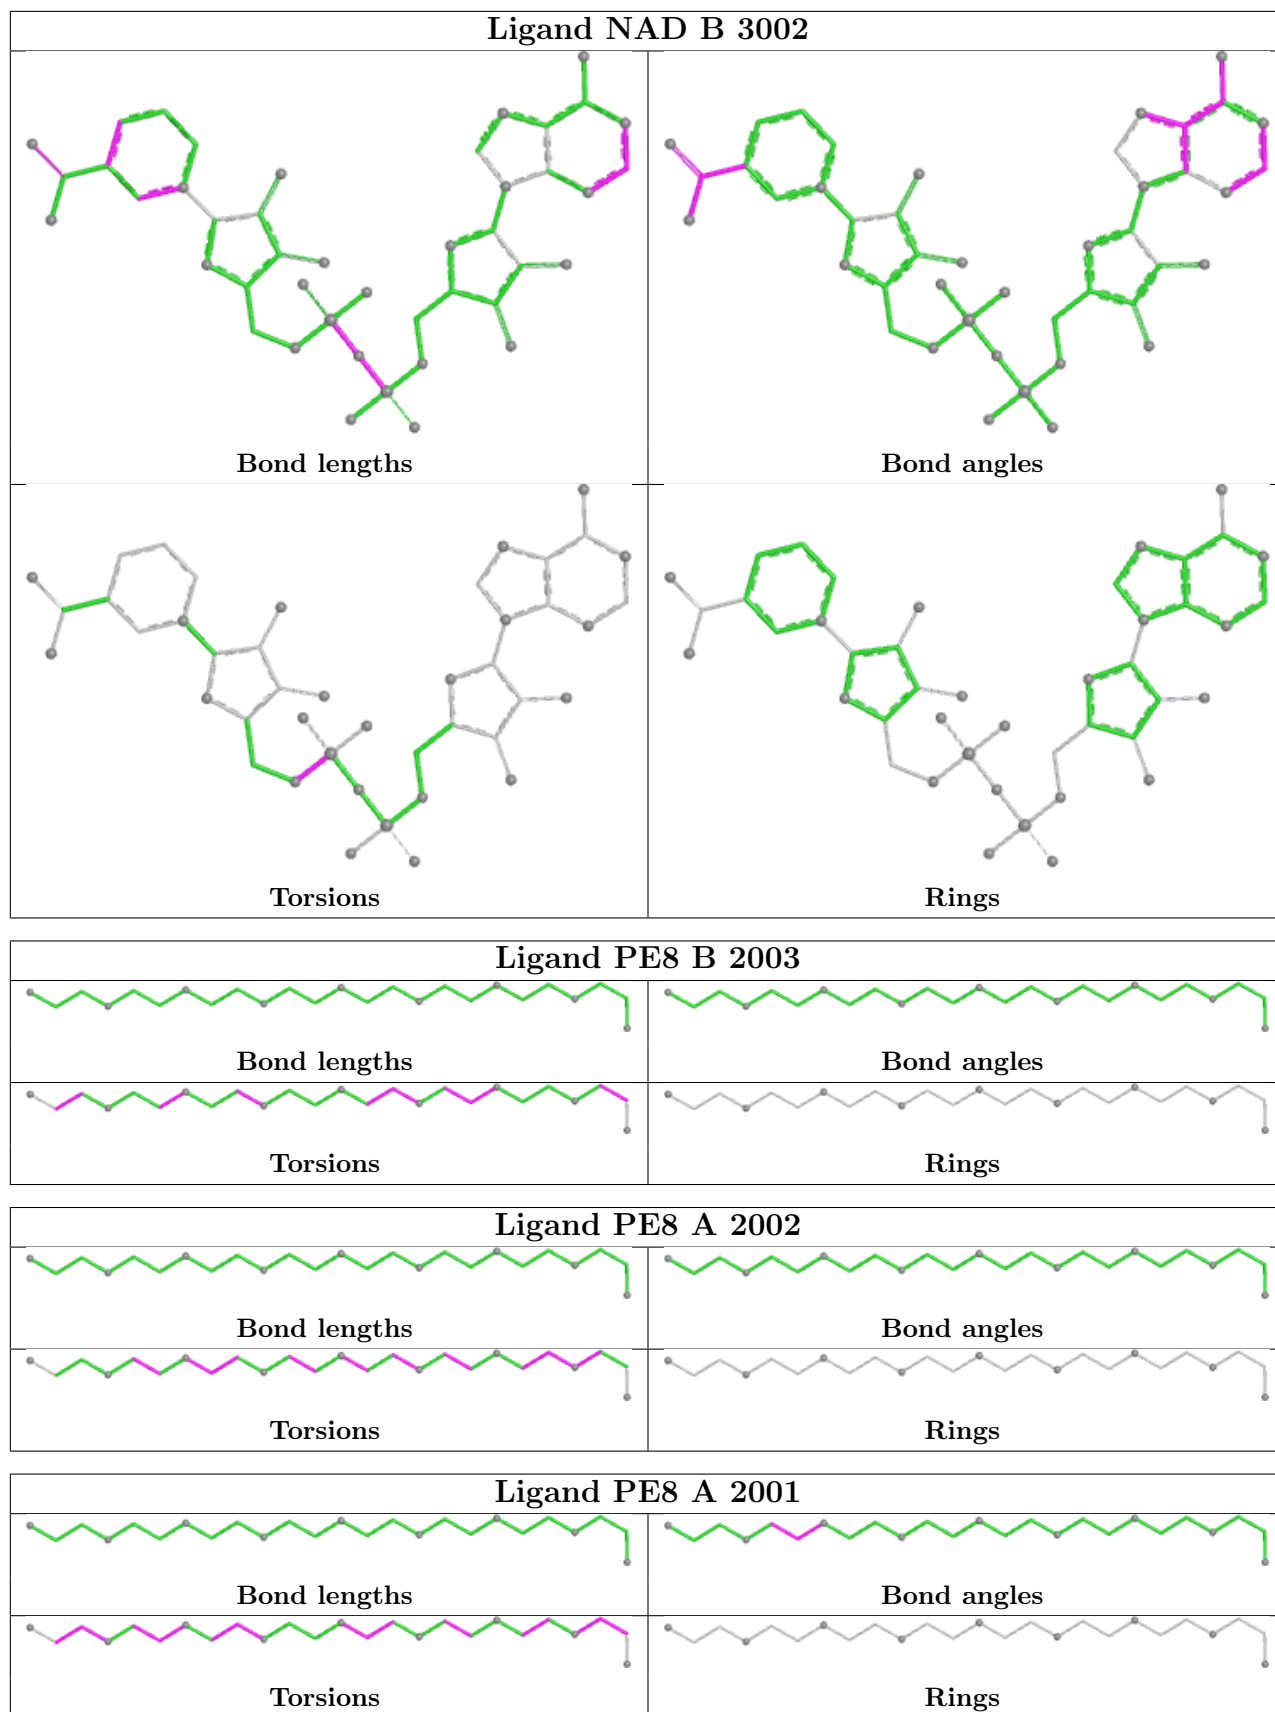 Ligand NAD B 3002
Bond lengths
Bond angles
Torsions
Rings
Ligand PE8 B 2003
Bond lengths
Bond angles
Torsions
Rings
Ligand PE8 A 2002
Bond lengths
Bond angles
Torsions
Rings
Ligand PE8 A 2001
Bond lengths
Bond angles
Torsions
Rings